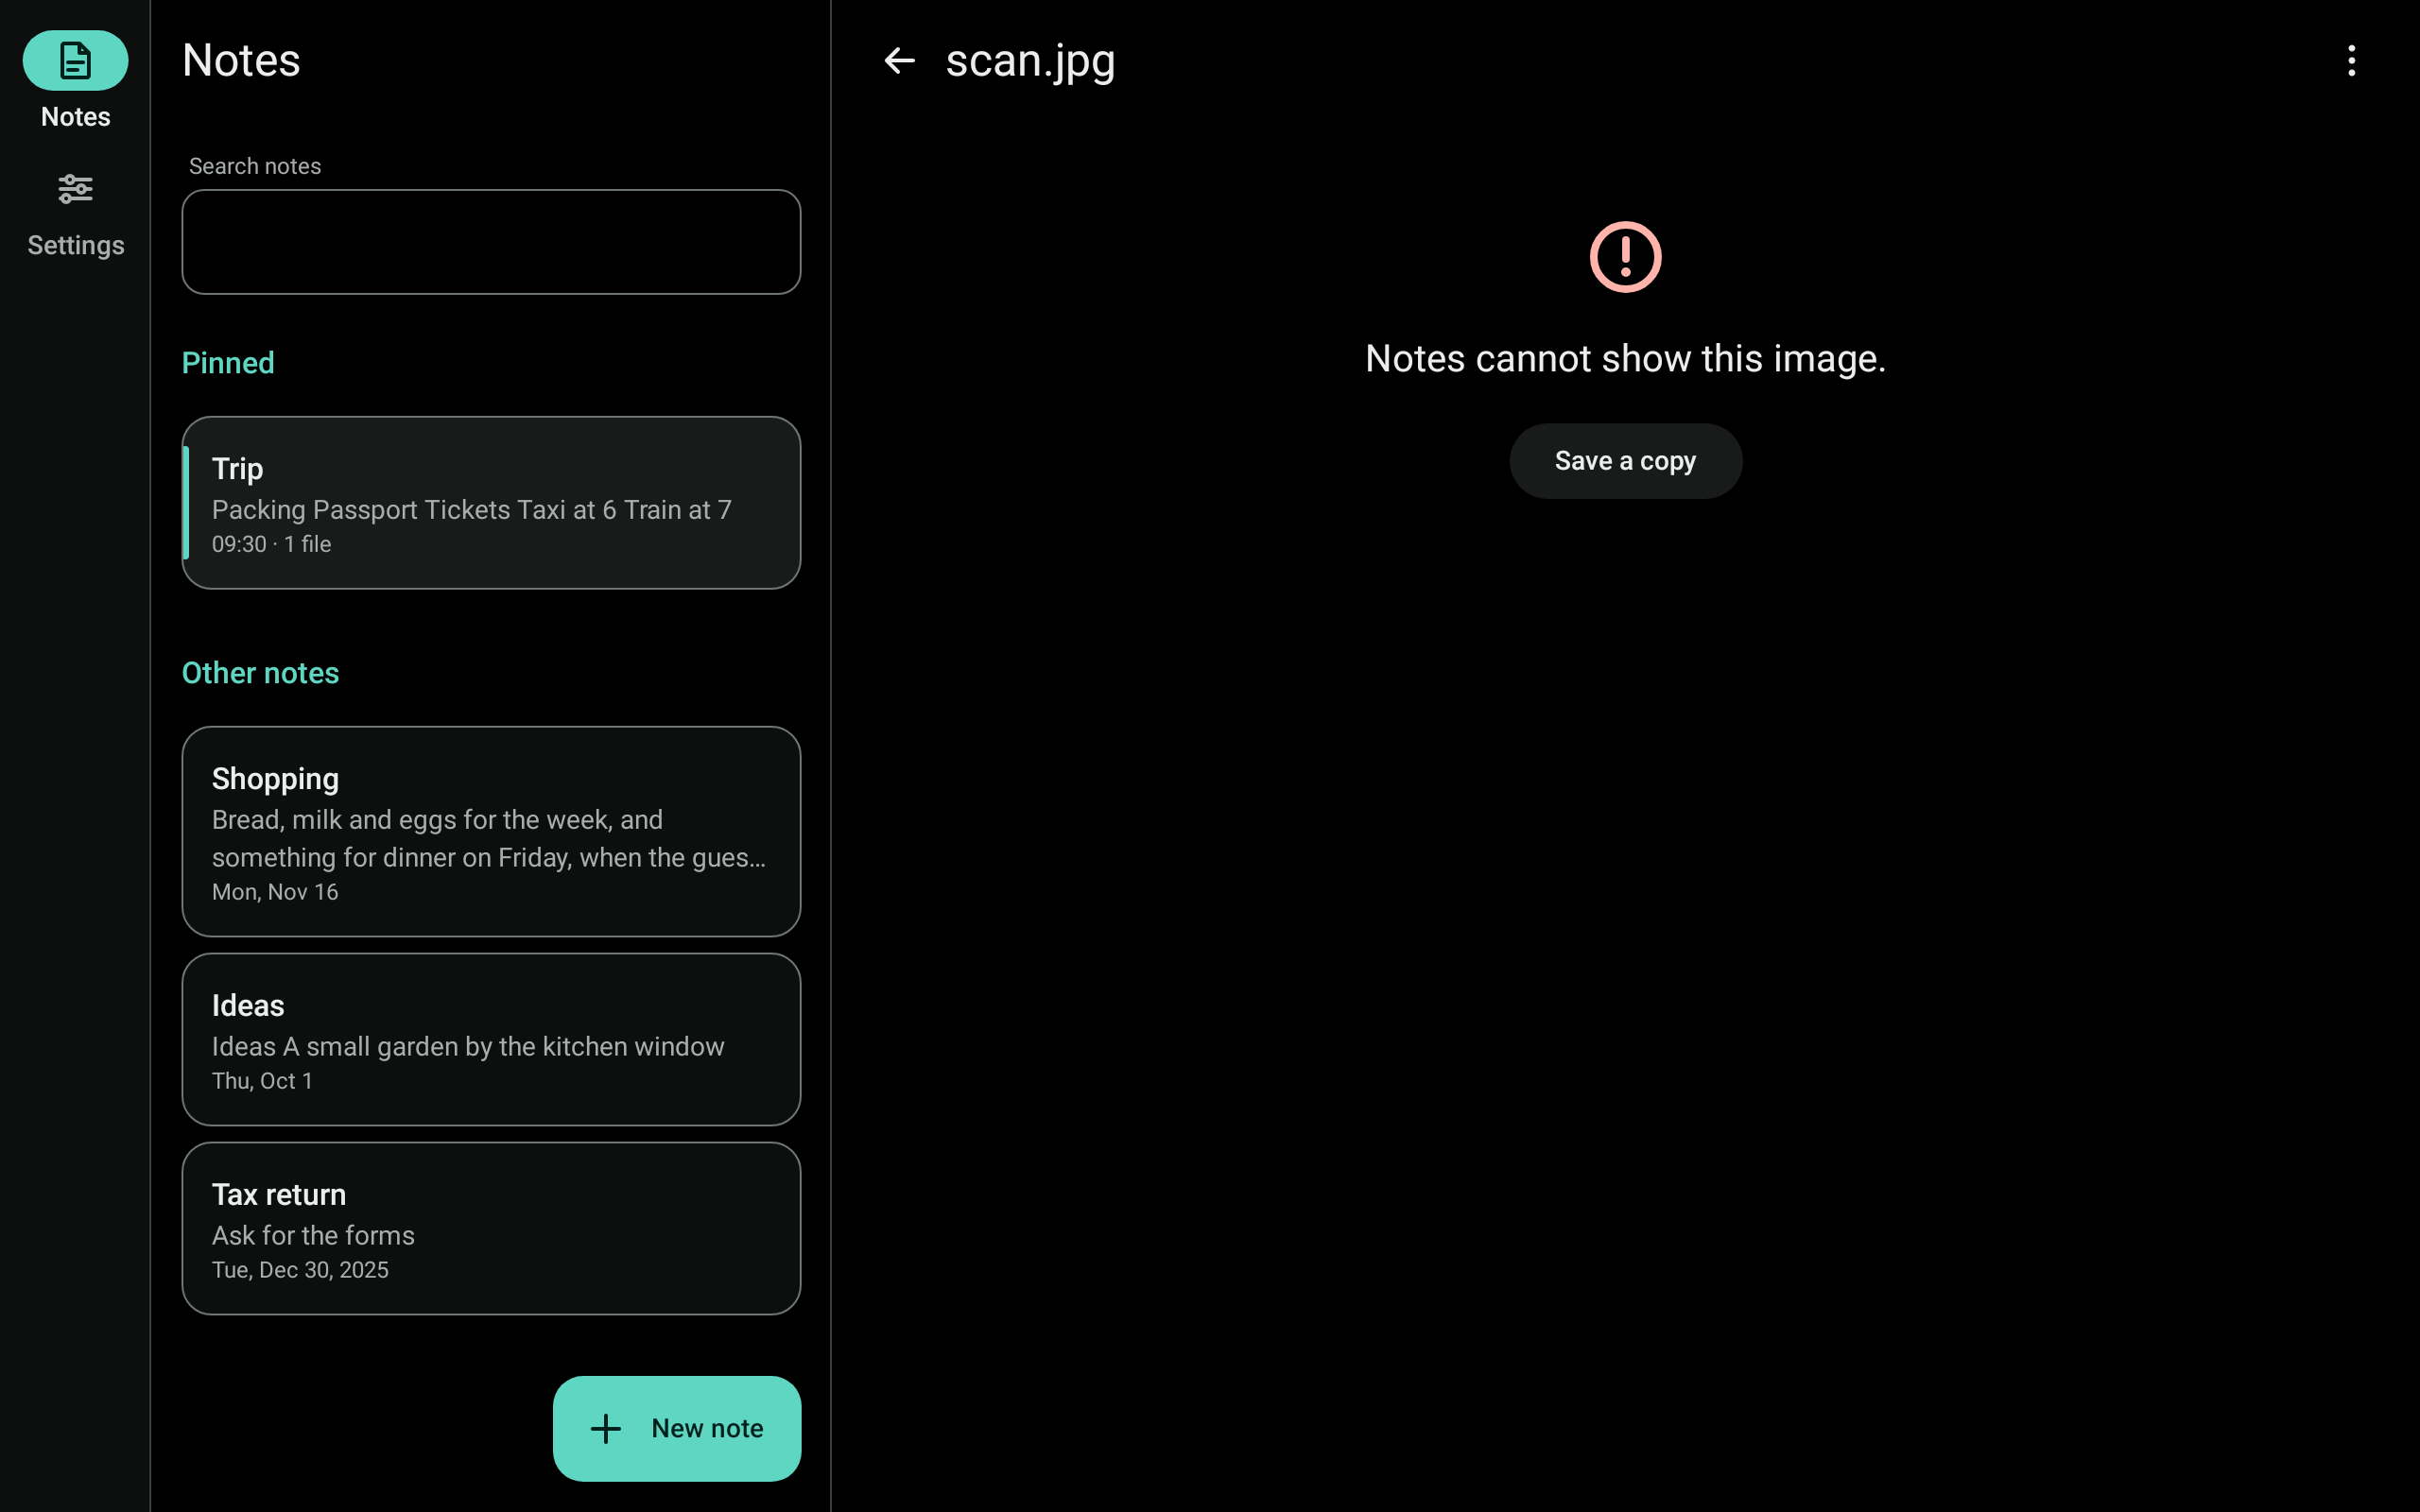 Notes
Settings
Notes
Search notes
Pinned
Trip
Packing Passport Tickets Taxi at 6 Train at 7
09:30 · 1 file
Other notes
Shopping
Bread, milk and eggs for the week, and
something for dinner on Friday, when the gues…
Mon, Nov 16
Ideas
Ideas A small garden by the kitchen window
Thu, Oct 1
Tax return
Ask for the forms
Tue, Dec 30, 2025
New note
scan.jpg
Notes cannot show this image.
Save a copy